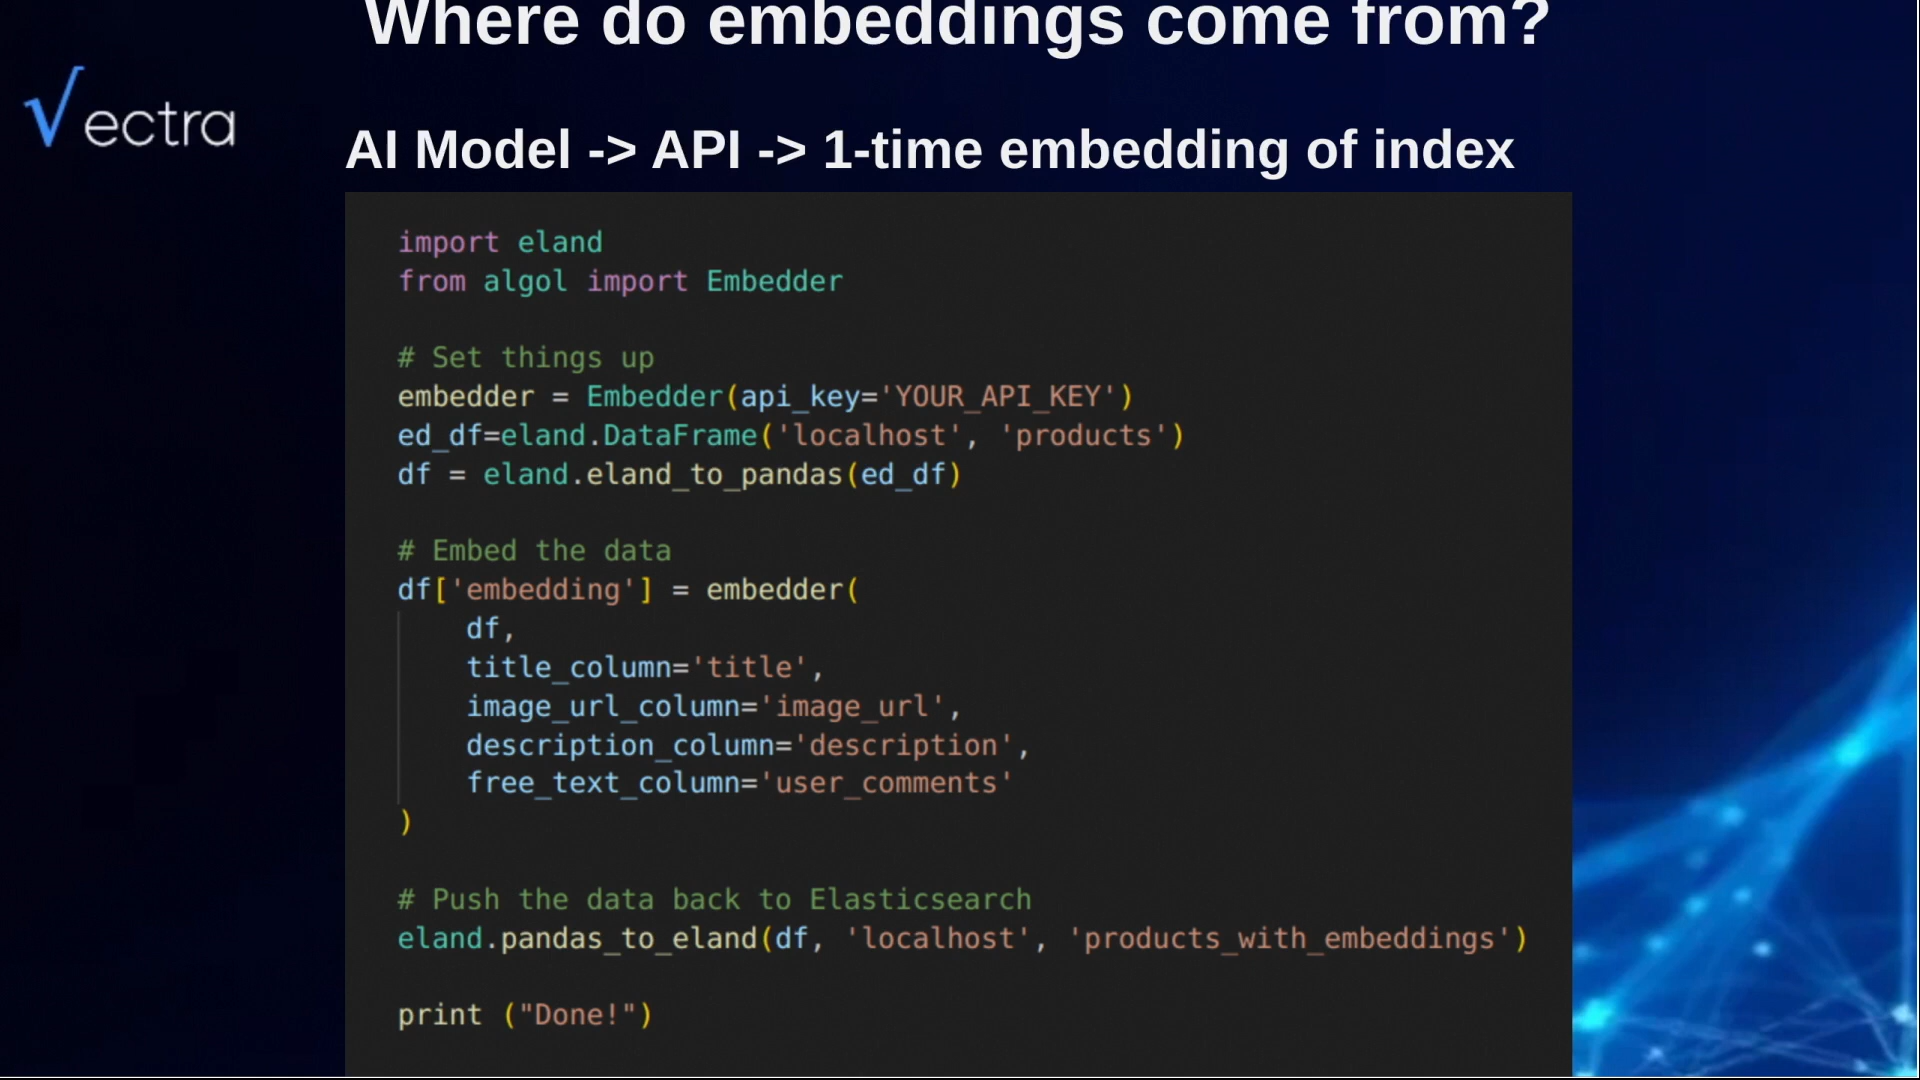 Where do embeddings come from?
√ectra
AI Model -> API -> 1-time embedding of index
import eland
from algol import Embedder
# Set things up
embedder = Embedder(api_key='YOUR_API_KEY')
ed_df=eland.DataFrame('localhost', 'products')
df = eland.eland_to_pandas(ed_df)
# Embed the data
df['embedding'] = embedder(
    df,
    title_column='title',
    image_url_column='image_url',
    description_column='description',
    free_text_column='user_comments'
)
# Push the data back to Elasticsearch
eland.pandas_to_eland(df, 'localhost', 'products_with_embeddings')
print ("Done!")